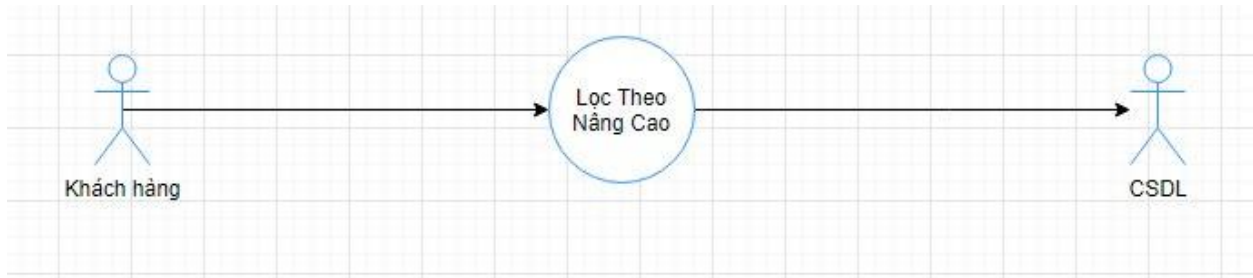 Lọc Theo
Nâng Cao
Khách hàng
CSDL